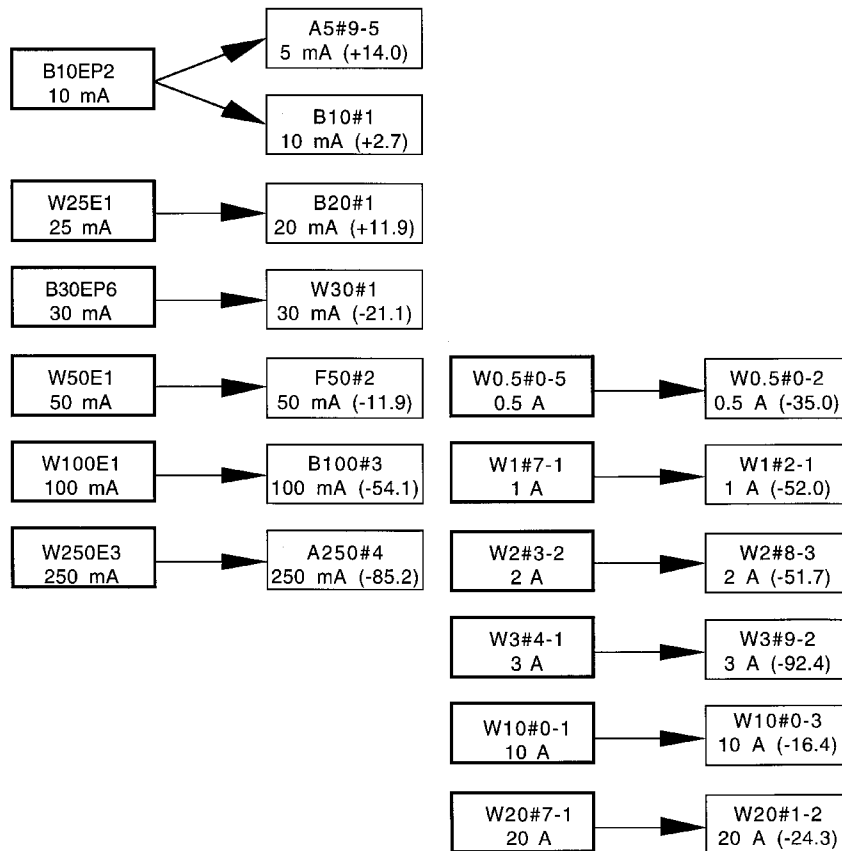 B10EP2
10 mA
A5#9-5
5 mA (+14.0)
B10#1
10 mA (+2.7)
W25E1
25 mA
B20#1
20 mA (+11.9)
B30EP6
30 mA
W30#1
30 mA (-21.1)
W50E1
50 mA
F50#2
50 mA (-11.9)
W100E1
100 mA
B100#3
100 mA (-54.1)
W250E3
250 mA
A250#4
250 mA (-85.2)
W0.5#0-5
0.5 A
W0.5#0-2
0.5 A (-35.0)
W1#7-1
1 A
W1#2-1
1 A (-52.0)
W2#3-2
2 A
W2#8-3
2 A (-51.7)
W3#4-1
3 A
W3#9-2
3 A (-92.4)
W10#0-1
10 A
W10#0-3
10 A (-16.4)
W20#7-1
20 A
W20#1-2
20 A (-24.3)